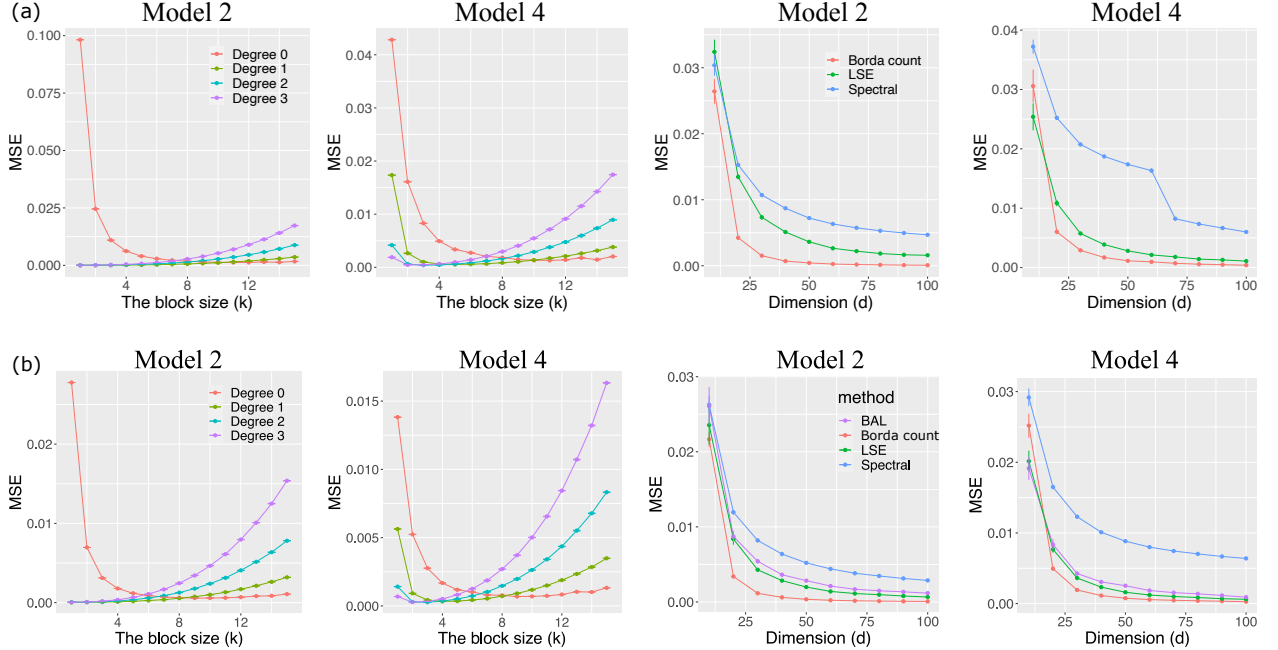 (a)
Model 2
MSE
0.100
0.075
0.050
0.025
0.000
Degree 0
Degree 1
Degree 2
Degree 3
4
8
12
The block size (k)
Model 4
MSE
0.04
0.03
0.02
0.01
0.00
4
8
12
The block size (k)
Model 2
MSE
0.03
0.02
0.01
0.00
Borda count
LSE
Spectral
25
50
75
100
Dimension (d)
Model 4
MSE
0.04
0.03
0.02
0.01
0.00
25
50
75
100
Dimension (d)
(b)
Model 2
MSE
0.02
0.01
0.00
Degree 0
Degree 1
Degree 2
Degree 3
4
8
12
The block size (k)
Model 4
MSE
0.015
0.010
0.005
0.000
4
8
12
The block size (k)
Model 2
MSE
0.03
0.02
0.01
0.00
method
BAL
Borda count
LSE
Spectral
25
50
75
100
Dimension (d)
Model 4
MSE
0.03
0.02
0.01
0.00
25
50
75
100
Dimension (d)